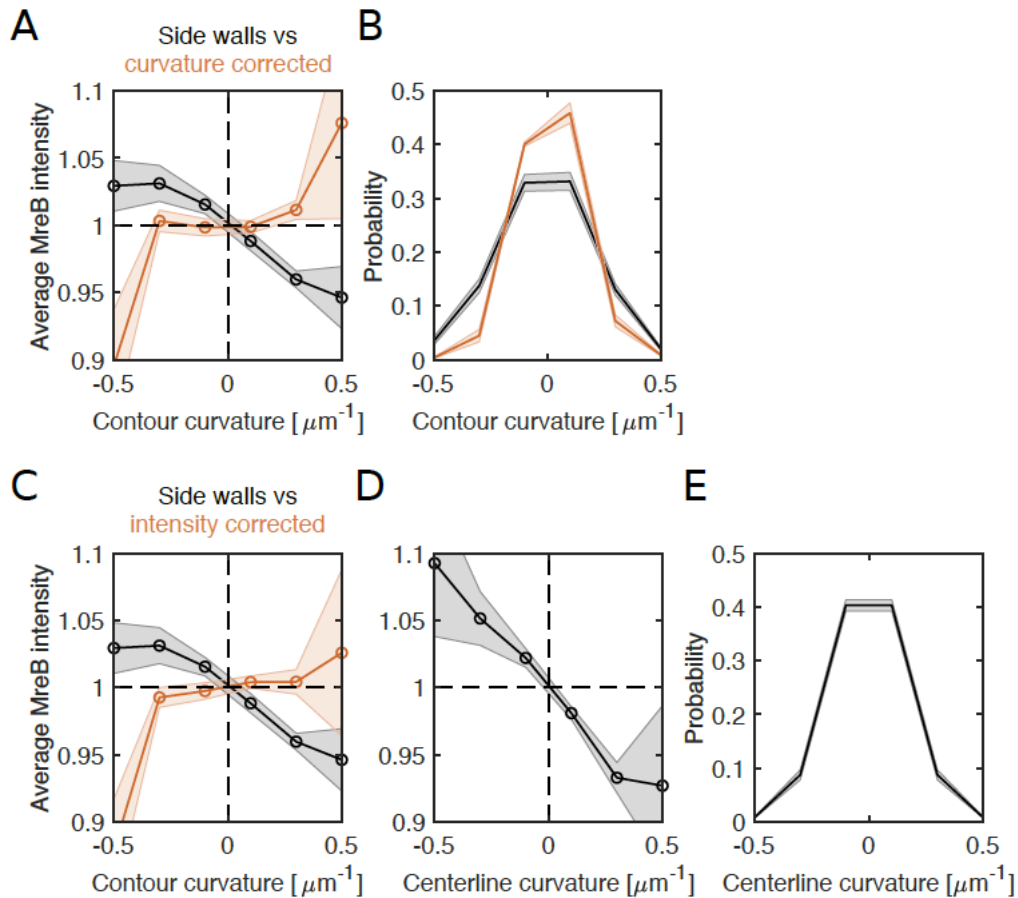 A
Side walls vs
curvature corrected
1.1
1.05
1
0.95
0.9
Average MreB intensity
-0.5
0
0.5
Contour curvature [ μm⁻¹]
B
0.5
0.4
0.3
0.2
0.1
0
Probability
-0.5
0
0.5
Contour curvature [ μm⁻¹]
C
Side walls vs
intensity corrected
1.1
1.05
1
0.95
0.9
Average MreB intensity
-0.5
0
0.5
Contour curvature [ μm⁻¹]
D
1.1
1.05
1
0.95
0.9
-0.5
0
0.5
Centerline curvature [ μm⁻¹]
E
0.5
0.4
0.3
0.2
0.1
0
Probability
-0.5
0
0.5
Centerline curvature [ μm⁻¹]